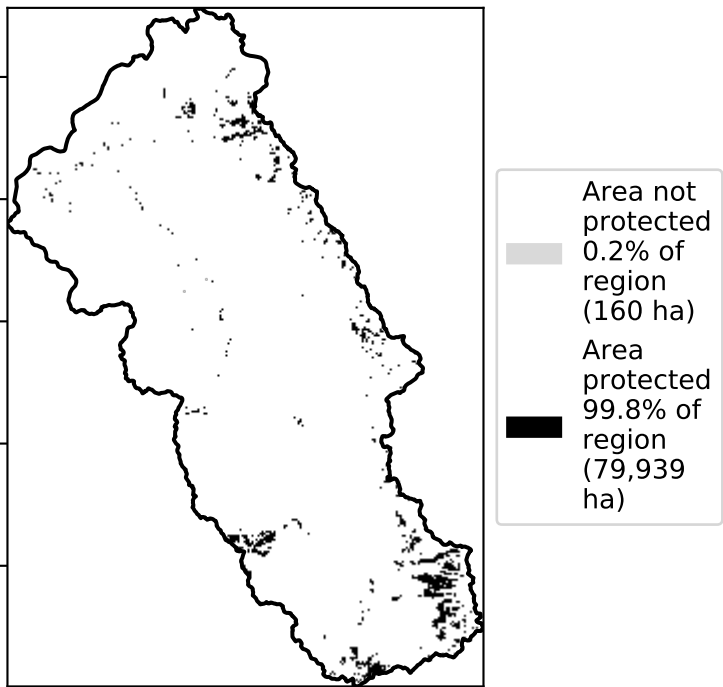 Area not
protected
0.2% of
region
(160 ha)
Area
protected
99.8% of
region
(79,939
ha)